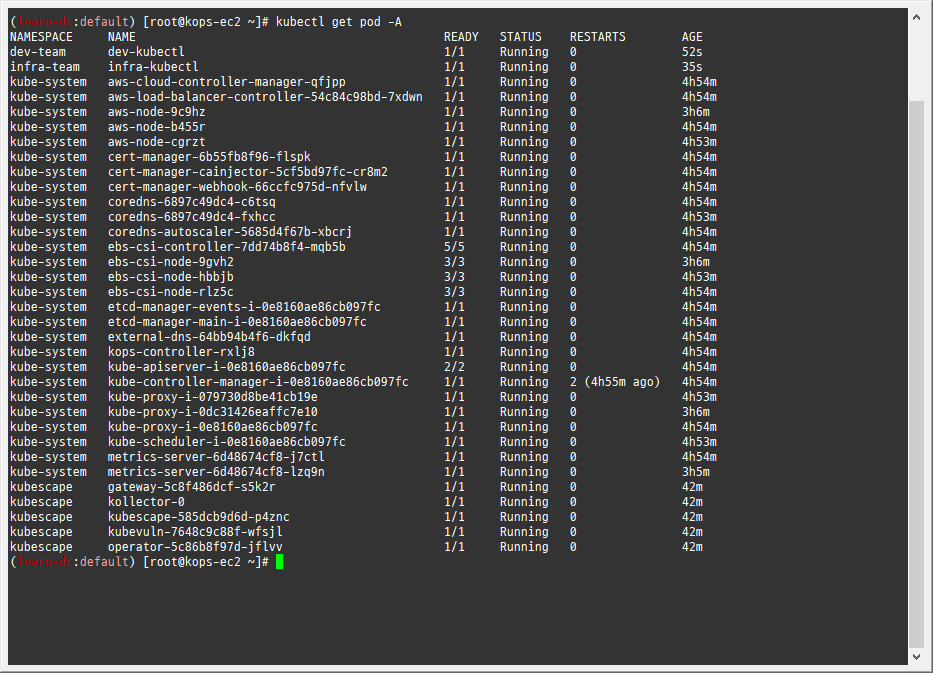 (learn-dr:default) [root@kops-ec2 ~]# kubectl get pod -A
NAMESPACE NAME READY STATUS RESTARTS AGE
dev-team dev-kubectl 1/1 Running 0 52s
infra-team infra-kubectl 1/1 Running 0 35s
kube-system aws-cloud-controller-manager-qfjpp 1/1 Running 0 4h54m
kube-system aws-load-balancer-controller-54c84c98bd-7xdwn 1/1 Running 0 4h54m
kube-system aws-node-9c9hz 1/1 Running 0 3h6m
kube-system aws-node-b455r 1/1 Running 0 4h54m
kube-system aws-node-cgrzt 1/1 Running 0 4h53m
kube-system cert-manager-6b55fb8f96-flspk 1/1 Running 0 4h54m
kube-system cert-manager-cainjector-5cf5bd97fc-cr8m2 1/1 Running 0 4h54m
kube-system cert-manager-webhook-66ccfc975d-nfvlw 1/1 Running 0 4h54m
kube-system coredns-6897c49dc4-c6tsq 1/1 Running 0 4h54m
kube-system coredns-6897c49dc4-fxhcc 1/1 Running 0 4h53m
kube-system coredns-autoscaler-5685d4f67b-xbcrj 1/1 Running 0 4h54m
kube-system ebs-csi-controller-7dd74b8f4-mqb5b 5/5 Running 0 4h54m
kube-system ebs-csi-node-9gvh2 3/3 Running 0 3h6m
kube-system ebs-csi-node-hbbjb 3/3 Running 0 4h53m
kube-system ebs-csi-node-rlz5c 3/3 Running 0 4h54m
kube-system etcd-manager-events-i-0e8160ae86cb097fc 1/1 Running 0 4h54m
kube-system etcd-manager-main-i-0e8160ae86cb097fc 1/1 Running 0 4h54m
kube-system external-dns-64bb94b4f6-dkfqd 1/1 Running 0 4h54m
kube-system kops-controller-rxlj8 1/1 Running 0 4h54m
kube-system kube-apiserver-i-0e8160ae86cb097fc 2/2 Running 0 4h54m
kube-system kube-controller-manager-i-0e8160ae86cb097fc 1/1 Running 2 (4h55m ago) 4h54m
kube-system kube-proxy-i-079730d8be41cb19e 1/1 Running 0 4h53m
kube-system kube-proxy-i-0dc31426eaffc7e10 1/1 Running 0 3h6m
kube-system kube-proxy-i-0e8160ae86cb097fc 1/1 Running 0 4h54m
kube-system kube-scheduler-i-0e8160ae86cb097fc 1/1 Running 0 4h53m
kube-system metrics-server-6d48674cf8-j7ctl 1/1 Running 0 4h54m
kube-system metrics-server-6d48674cf8-lzq9n 1/1 Running 0 3h5m
kubescape gateway-5c8f486dcf-s5k2r 1/1 Running 0 42m
kubescape kollector-0 1/1 Running 0 42m
kubescape kubescape-585dcb9d6d-p4znc 1/1 Running 0 42m
kubescape kubevuln-7648c9c88f-wfsjl 1/1 Running 0 42m
kubescape operator-5c86b8f97d-jflvv 1/1 Running 0 42m
(learn-dr:default) [root@kops-ec2 ~]#